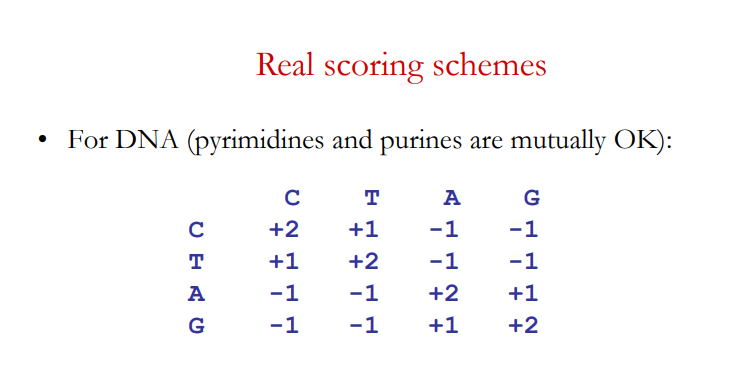 Real scoring schemes
• For DNA (pyrimidines and purines are mutually OK):
C T A G
C +2 +1 -1 -1
T +1 +2 -1 -1
A -1 -1 +2 +1
G -1 -1 +1 +2